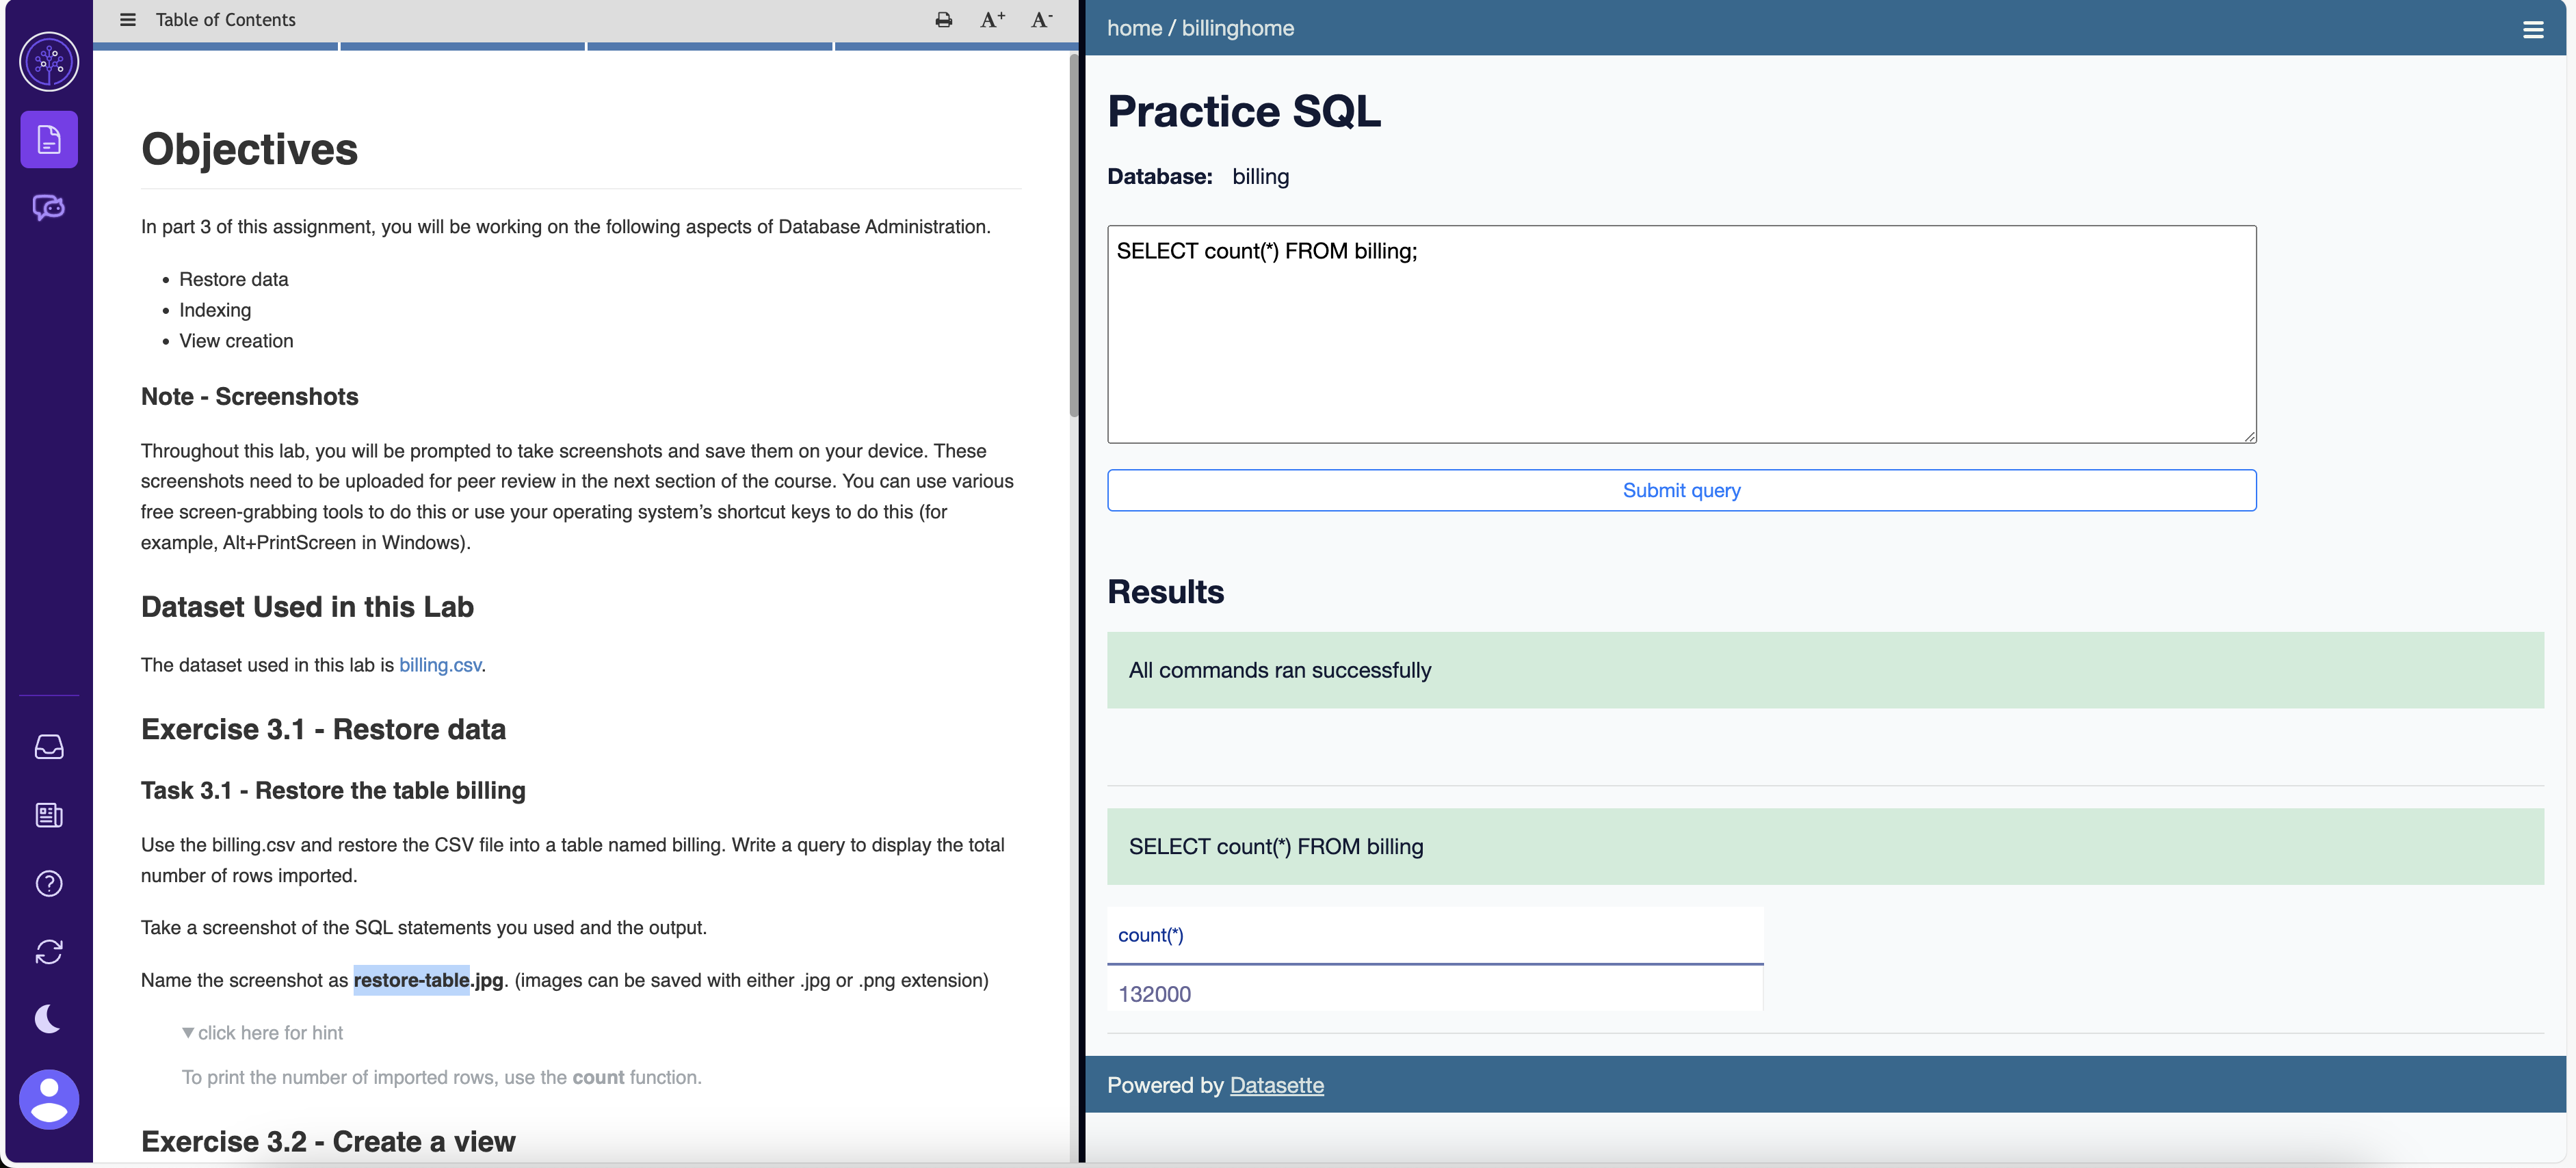 Table of Contents
A+ A-
Objectives
In part 3 of this assignment, you will be working on the following aspects of Database Administration.
• Restore data
• Indexing
• View creation
Note - Screenshots
Throughout this lab, you will be prompted to take screenshots and save them on your device. These
screenshots need to be uploaded for peer review in the next section of the course. You can use various
free screen-grabbing tools to do this or use your operating system’s shortcut keys to do this (for
example, Alt+PrintScreen in Windows).
Dataset Used in this Lab
The dataset used in this lab is billing.csv.
Exercise 3.1 - Restore data
Task 3.1 - Restore the table billing
Use the billing.csv and restore the CSV file into a table named billing. Write a query to display the total
number of rows imported.
Take a screenshot of the SQL statements you used and the output.
Name the screenshot as restore-table.jpg. (images can be saved with either .jpg or .png extension)
▼ click here for hint
To print the number of imported rows, use the count function.
Exercise 3.2 - Create a view
home / billinghome
Practice SQL
Database: billing
SELECT count(*) FROM billing;
Submit query
Results
All commands ran successfully
SELECT count(*) FROM billing
count(*)
132000
Powered by Datasette